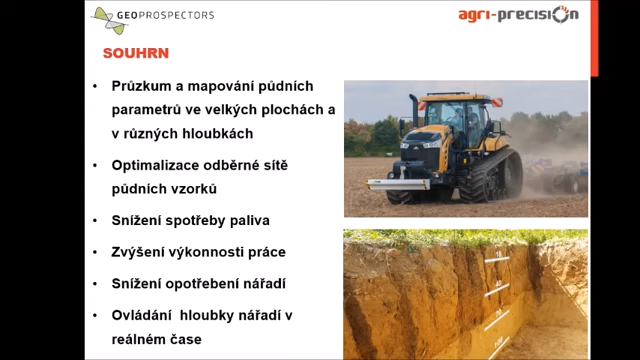 GEOPROSPECTORS
agri-precision
SOUHRN
• Průzkum a mapování půdních
parametrů ve velkých plochách a
v různých hloubkách
• Optimalizace odběrné sítě
půdních vzorků
• Snížení spotřeby paliva
• Zvýšení výkonnosti práce
• Snížení opotřebení nářadí
• Ovládání hloubky nářadí v
reálném čase